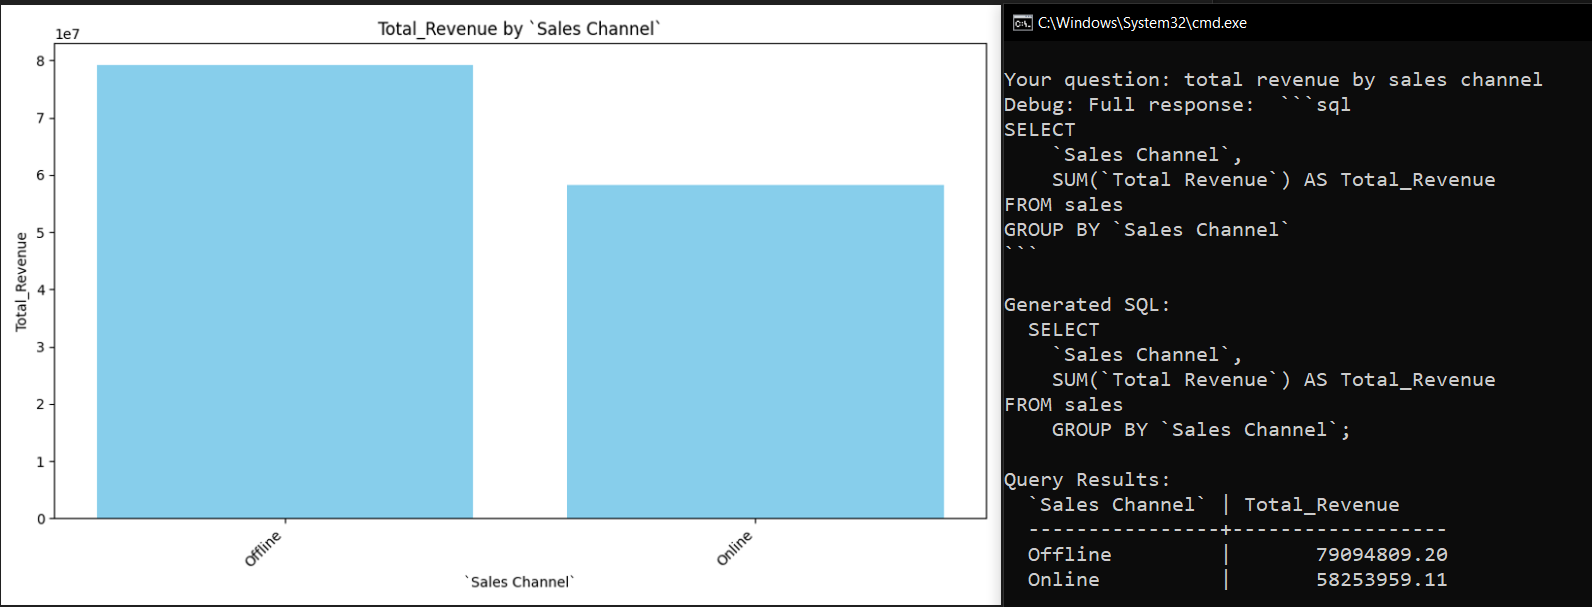 Total_Revenue by `Sales Channel`
1e7
8
7
6
5
4
3
2
1
0
Total_Revenue
Offline
Online
`Sales Channel`
C:\Windows\System32\cmd.exe
Your question: total revenue by sales channel
Debug: Full response:  ```sql
SELECT
    `Sales Channel`,
    SUM(`Total Revenue`) AS Total_Revenue
FROM sales
GROUP BY `Sales Channel`
```
Generated SQL:
  SELECT
    `Sales Channel`,
    SUM(`Total Revenue`) AS Total_Revenue
FROM sales
    GROUP BY `Sales Channel`;
Query Results:
  `Sales Channel` | Total_Revenue
  ----------------+------------------
  Offline         |       79094809.20
  Online          |       58253959.11